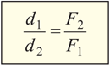 d₁/d₂ = F₂/F₁